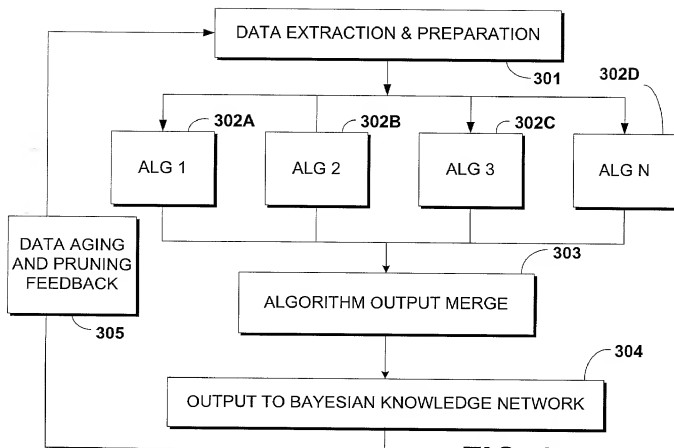 DATA EXTRACTION & PREPARATION
301
302A
302B
302C
302D
ALG 1
ALG 2
ALG 3
ALG N
DATA AGING
AND PRUNING
FEEDBACK
305
303
ALGORITHM OUTPUT MERGE
304
OUTPUT TO BAYESIAN KNOWLEDGE NETWORK